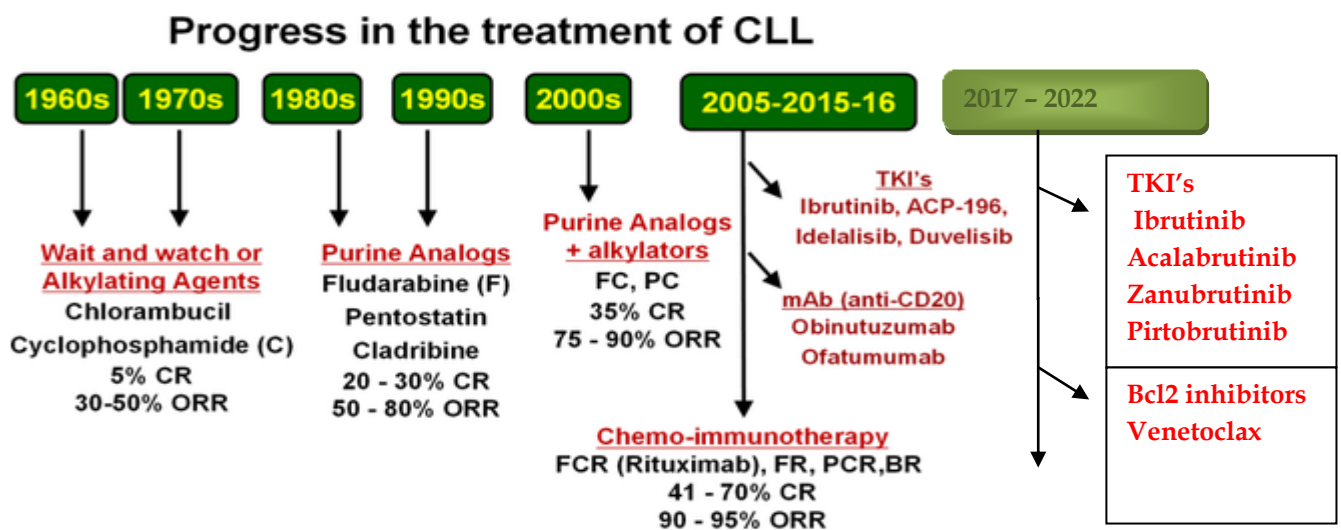 Progress in the treatment of CLL
1960s
1970s
1980s
1990s
2000s
2005-2015-16
2017 – 2022
Wait and watch or
Alkylating Agents
Chlorambucil
Cyclophosphamide (C)
5% CR
30-50% ORR
Purine Analogs
Fludarabine (F)
Pentostatin
Cladribine
20 - 30% CR
50 - 80% ORR
Purine Analogs
+ alkylators
FC, PC
35% CR
75 - 90% ORR
TKI's
Ibrutinib, ACP-196,
Idelalisib, Duvelisib
mAb (anti-CD20)
Obinutuzumab
Ofatumumab
Chemo-immunotherapy
FCR (Rituximab), FR, PCR,BR
41 - 70% CR
90 - 95% ORR
TKI’s
Ibrutinib
Acalabrutinib
Zanubrutinib
Pirtobrutinib
Bcl2 inhibitors
Venetoclax